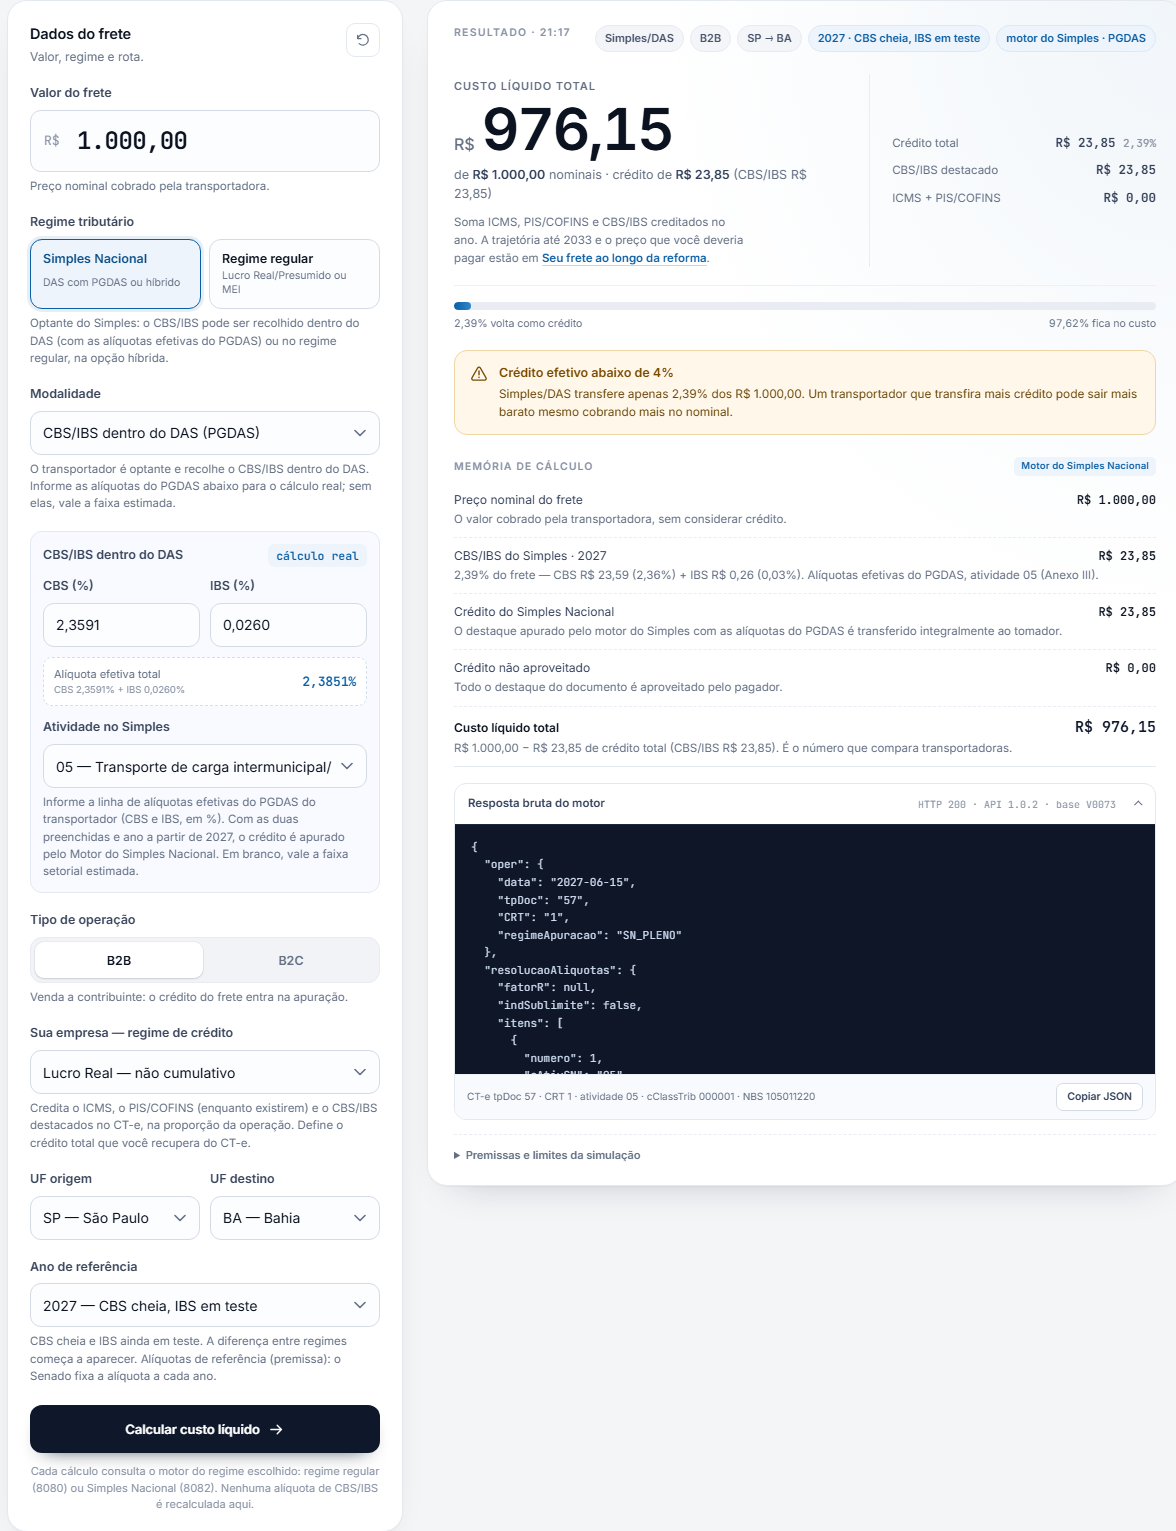 Dados do frete
Valor, regime e rota.
Valor do frete
R$ 1.000,00
Preço nominal cobrado pela transportadora.
Regime tributário
Simples Nacional
DAS com PGDAS ou híbrido
Regime regular
Lucro Real/Presumido ou
MEI
Optante do Simples: o CBS/IBS pode ser recolhido dentro do
DAS (com as alíquotas efetivas do PGDAS) ou no regime
regular, na opção híbrida.
Modalidade
CBS/IBS dentro do DAS (PGDAS)
O transportador é optante e recolhe o CBS/IBS dentro do DAS.
Informe as alíquotas do PGDAS abaixo para o cálculo real; sem
elas, vale a faixa estimada.
CBS/IBS dentro do DAS
cálculo real
CBS (%)
IBS (%)
2,3591
0,0260
Alíquota efetiva total
CBS 2,3591% + IBS 0,0260%
2,3851%
Atividade no Simples
05 — Transporte de carga intermunicipal/
Informe a linha de alíquotas efetivas do PGDAS do
transportador (CBS e IBS, em %). Com as duas
preenchidas e ano a partir de 2027, o crédito é apurado
pelo Motor do Simples Nacional. Em branco, vale a faixa
setorial estimada.
Tipo de operação
B2B
B2C
Venda a contribuinte: o crédito do frete entra na apuração.
Sua empresa — regime de crédito
Lucro Real — não cumulativo
Credita o ICMS, o PIS/COFINS (enquanto existirem) e o CBS/IBS
destacados no CT-e, na proporção da operação. Define o
crédito total que você recupera do CT-e.
UF origem
UF destino
SP — São Paulo
BA — Bahia
Ano de referência
2027 — CBS cheia, IBS em teste
CBS cheia e IBS ainda em teste. A diferença entre regimes
começa a aparecer. Alíquotas de referência (premissa): o
Senado fixa a alíquota a cada ano.
Calcular custo líquido →
Cada cálculo consulta o motor do regime escolhido: regime regular
(8080) ou Simples Nacional (8082). Nenhuma alíquota de CBS/IBS
é recalculada aqui.
RESULTADO · 21:17
Simples/DAS
B2B
SP → BA
2027 · CBS cheia, IBS em teste
motor do Simples · PGDAS
CUSTO LÍQUIDO TOTAL
R$ 976,15
de R$ 1.000,00 nominais · crédito de R$ 23,85 (CBS/IBS R$
23,85)
Soma ICMS, PIS/COFINS e CBS/IBS creditados no
ano. A trajetória até 2033 e o preço que você deveria
pagar estão em Seu frete ao longo da reforma.
Crédito total R$ 23,85 2,39%
CBS/IBS destacado R$ 23,85
ICMS + PIS/COFINS R$ 0,00
2,39% volta como crédito
97,62% fica no custo
Crédito efetivo abaixo de 4%
Simples/DAS transfere apenas 2,39% dos R$ 1.000,00. Um transportador que transfira mais crédito pode sair mais
barato mesmo cobrando mais no nominal.
MEMÓRIA DE CÁLCULO
Motor do Simples Nacional
Preço nominal do frete R$ 1.000,00
O valor cobrado pela transportadora, sem considerar crédito.
CBS/IBS do Simples · 2027 R$ 23,85
2,39% do frete — CBS R$ 23,59 (2,36%) + IBS R$ 0,26 (0,03%). Alíquotas efetivas do PGDAS, atividade 05 (Anexo III).
Crédito do Simples Nacional R$ 23,85
O destaque apurado pelo motor do Simples com as alíquotas do PGDAS é transferido integralmente ao tomador.
Crédito não aproveitado R$ 0,00
Todo o destaque do documento é aproveitado pelo pagador.
Custo líquido total R$ 976,15
R$ 1.000,00 − R$ 23,85 de crédito total (CBS/IBS R$ 23,85). É o número que compara transportadoras.
Resposta bruta do motor
HTTP 200 · API 1.0.2 · base V0073
{
"oper": {
"data": "2027-06-15",
"tpDoc": "57",
"CRT": "1",
"regimeApuracao": "SN_PLENO"
},
"resolucaoAliquotas": {
"fatorR": null,
"indSublimite": false,
"itens": [
{
"numero": 1,
CT-e tpDoc 57 · CRT 1 · atividade 05 · cClassTrib 000001 · NBS 105011220
Copiar JSON
Premissas e limites da simulação